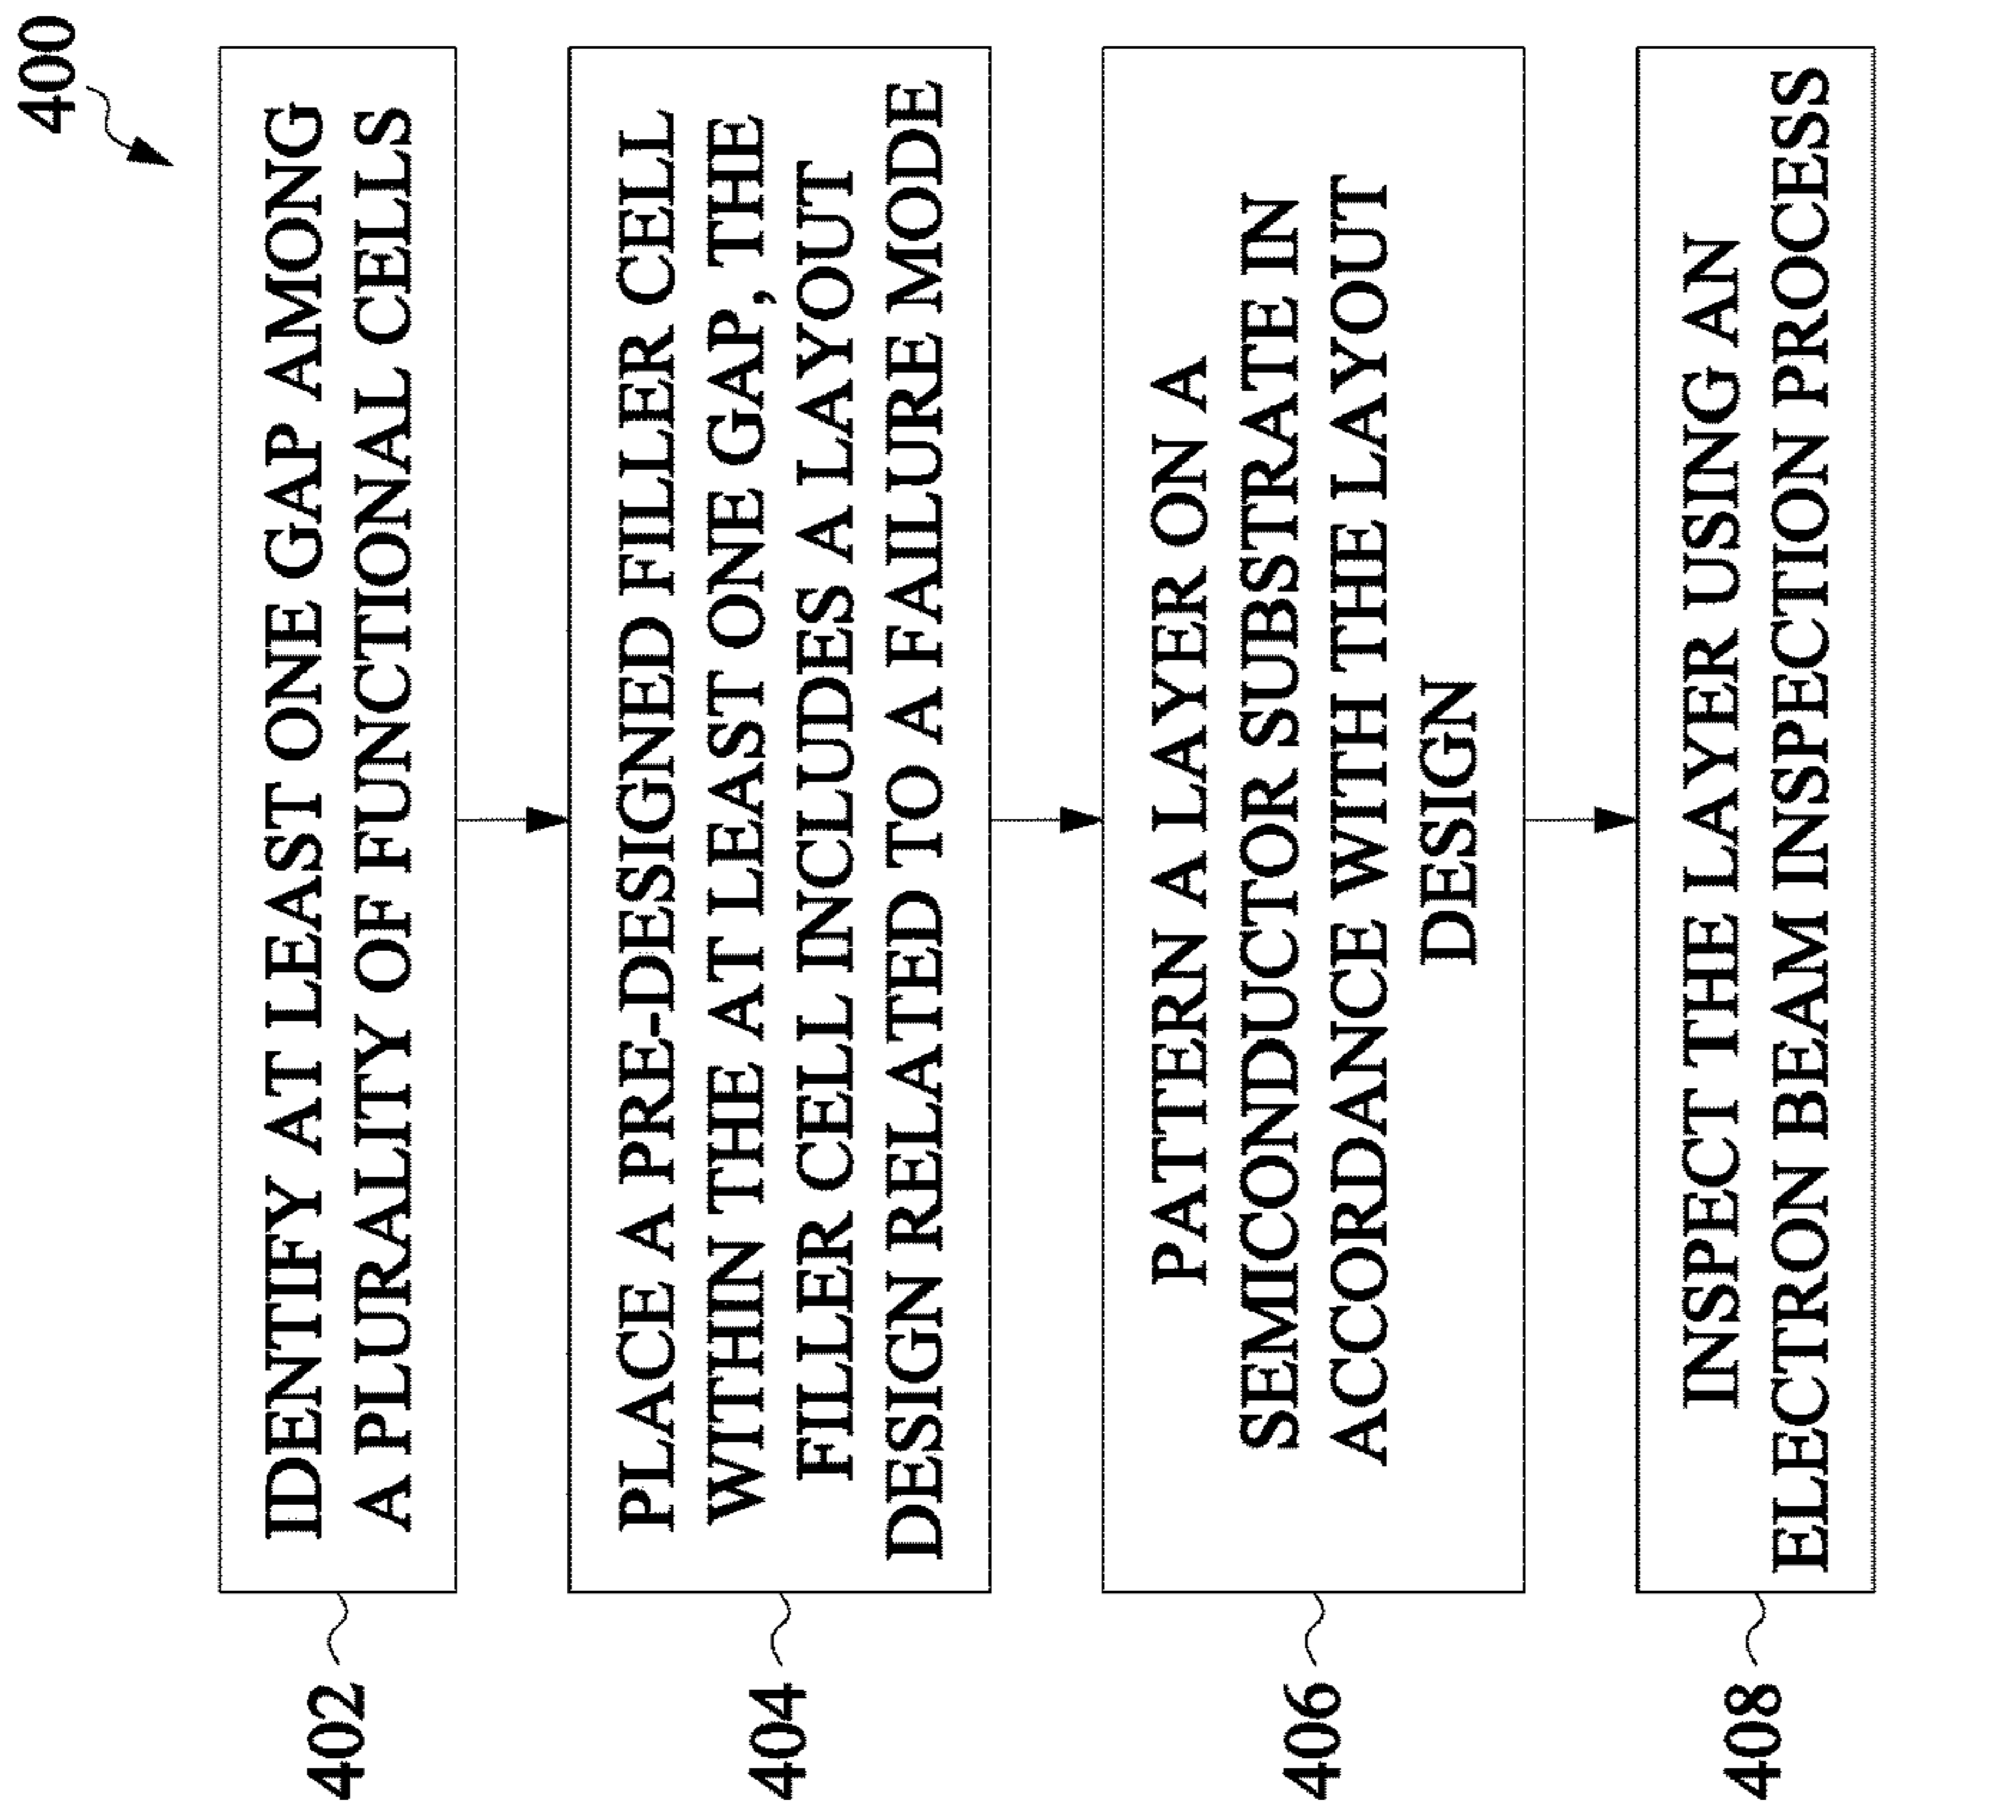 400
402
IDENTIFY AT LEAST ONE GAP AMONG
A PLURALITY OF FUNCTIONAL CELLS
404
PLACE A PRE-DESIGNED FILLER CELL
WITHIN THE AT LEAST ONE GAP, THE
FILLER CELL INCLUDES A LAYOUT
DESIGN RELATED TO A FAILURE MODE
406
PATTERN A LAYER ON A
SEMICONDUCTOR SUBSTRATE IN
ACCORDANCE WITH THE LAYOUT
DESIGN
408
INSPECT THE LAYER USING AN
ELECTRON BEAM INSPECTION PROCESS